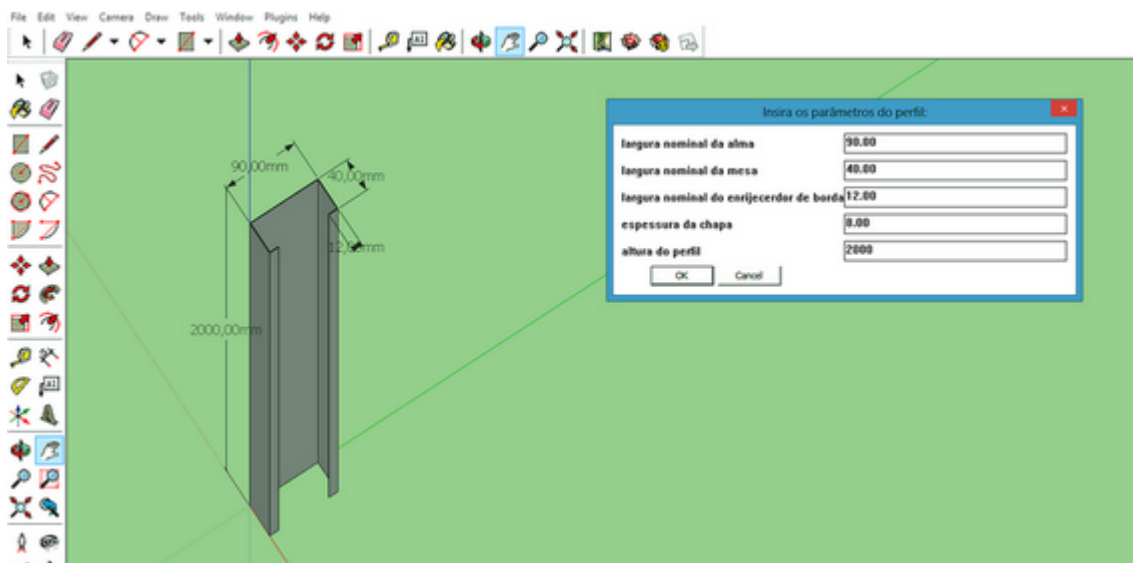 File Edit View Camera Draw Tools Window Plugins Help
A1
Insira os parâmetros do perfil:
largura nominal da alma 90.00
largura nominal da mesa 40.00
largura nominal do enrijecerdor de borda 12.00
espessura da chapa 8.00
altura do perfil 2000
OK Cancel
90,00mm
40,00mm
2000,00mm
A1